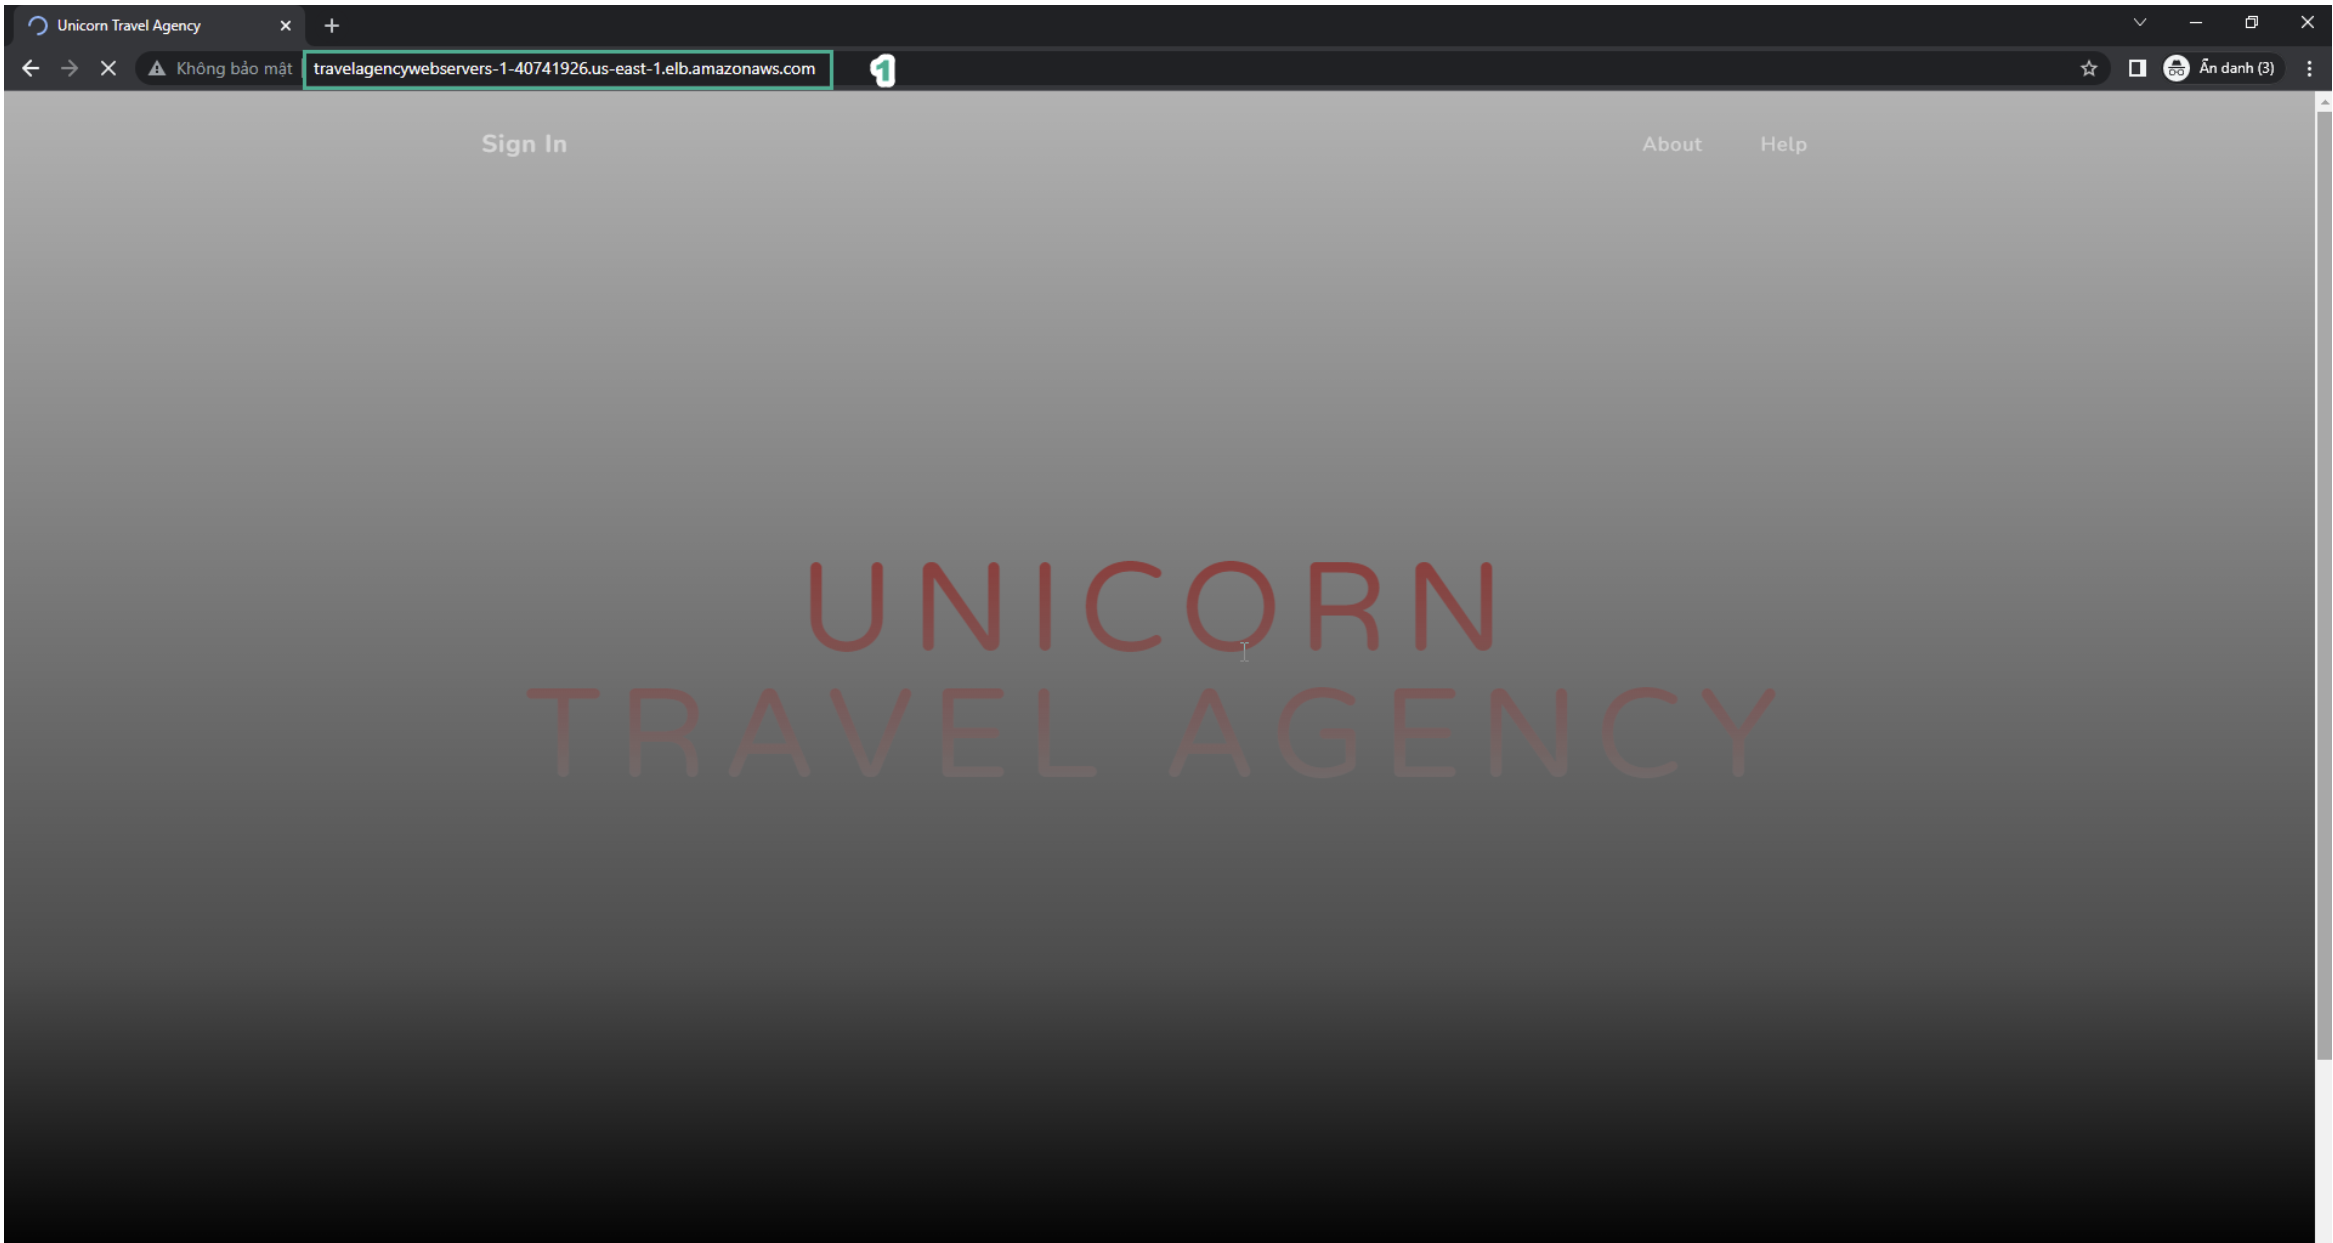 Unicorn Travel Agency
Không bảo mật travelagencywebservers-1-40741926.us-east-1.elb.amazonaws.com 1 Ẩn danh (3)
Sign In About Help
UNICORN
TRAVEL AGENCY